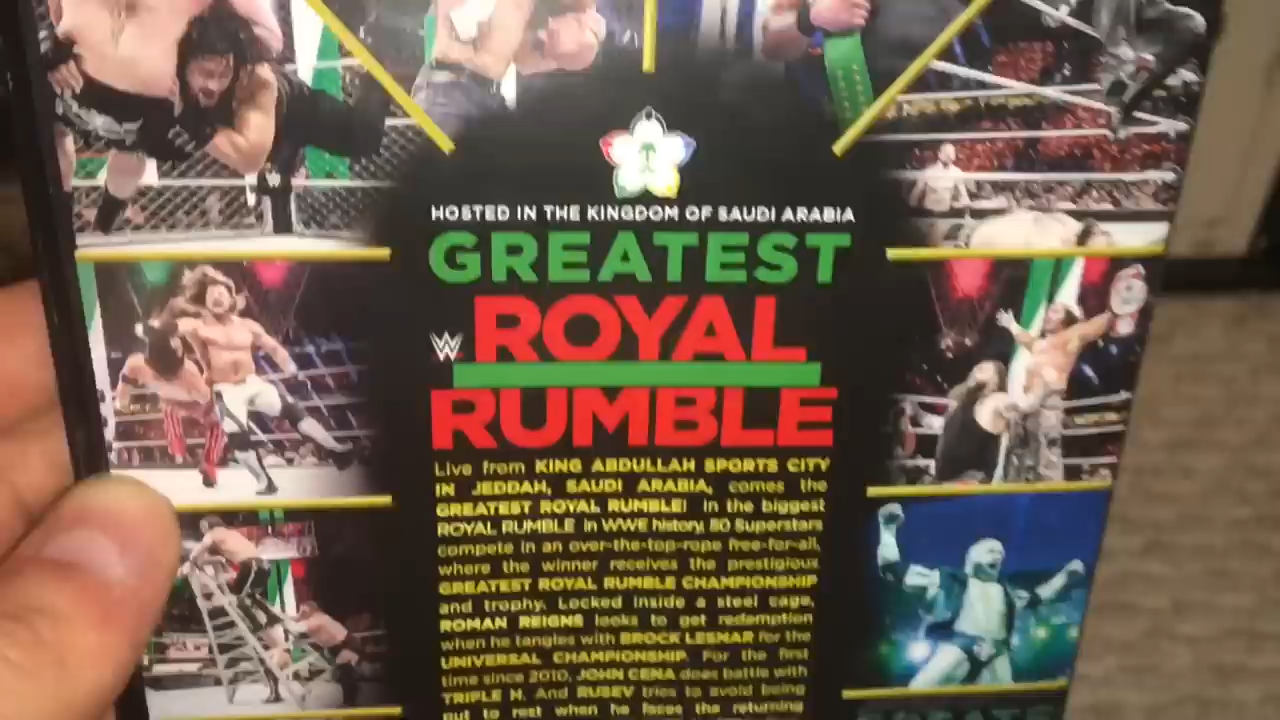 HOSTED IN THE KINGDOM OF SAUDI ARABIA
GREATEST
W ROYAL
RUMBLE
Live from KING ABDULLAH SPORTS CITY
IN JEDDAH, SAUDI ARABIA, comes the
GREATEST ROYAL RUMBLE! In the biggest
ROYAL RUMBLE in WWE history, 50 Superstars
compete in an over-the-top-rope free-for-all,
where the winner receives the prestigious
GREATEST ROYAL RUMBLE CHAMPIONSHIP
and trophy. Locked inside a steel cage,
ROMAN REIGNS looks to get redemption
when he tangles with BROCK LESNAR for the
UNIVERSAL CHAMPIONSHIP. For the first
time since 2010, JOHN CENA does battle with
TRIPLE H. And RUSEV tries to avoid being
put to rest when he faces the returning